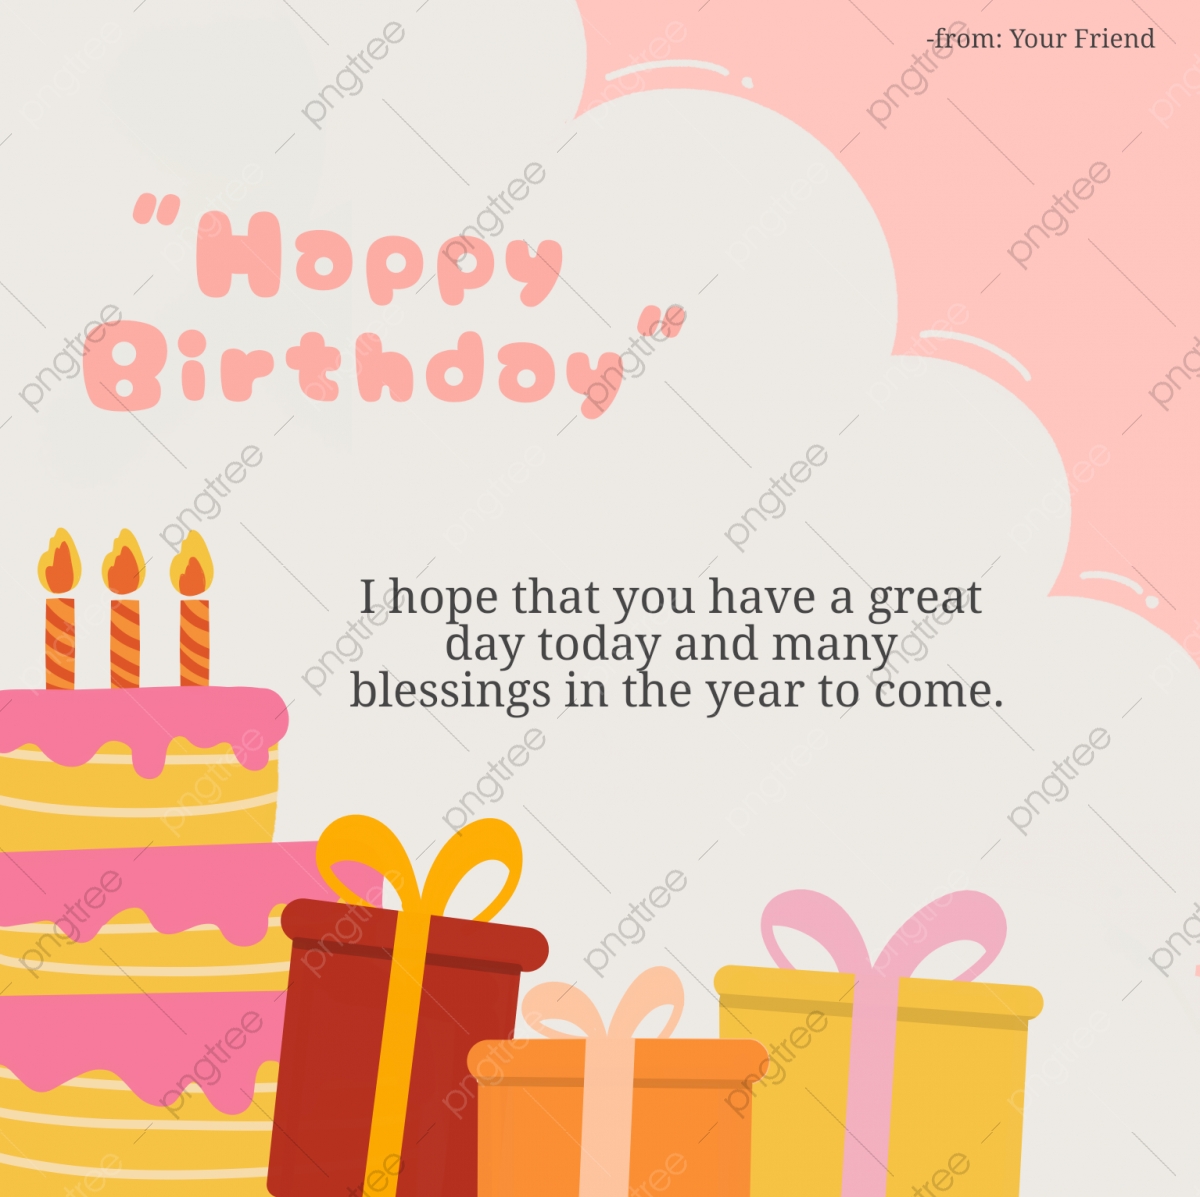 -from: Your Friend
"Happy
Birthday"
I hope that you have a great
day today and many
blessings in the year to come.
pngtree